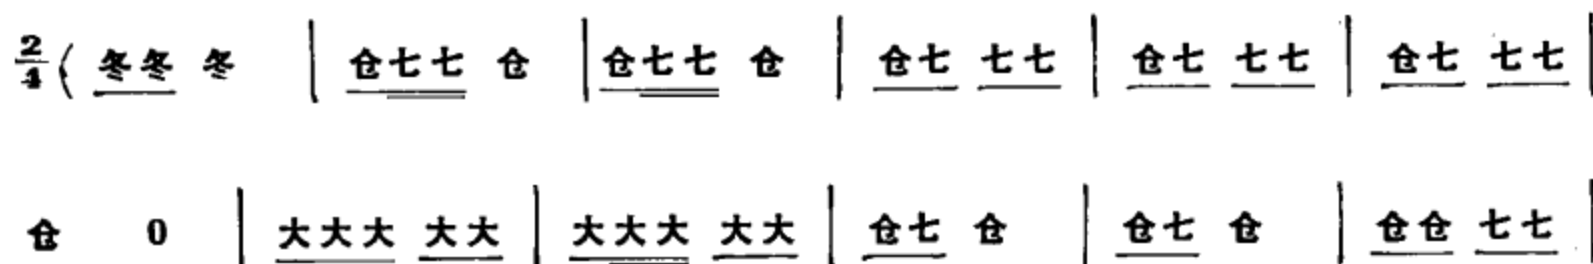 2/4〈 冬冬 冬 | 仓七七 仓 | 仓七七 仓 | 仓七 七七 | 仓七 七七 | 仓七 七七 |
仓 0 | 大大大 大大 | 大大大 大大 | 仓七 仓 | 仓七 仓 | 仓仓 七七 |